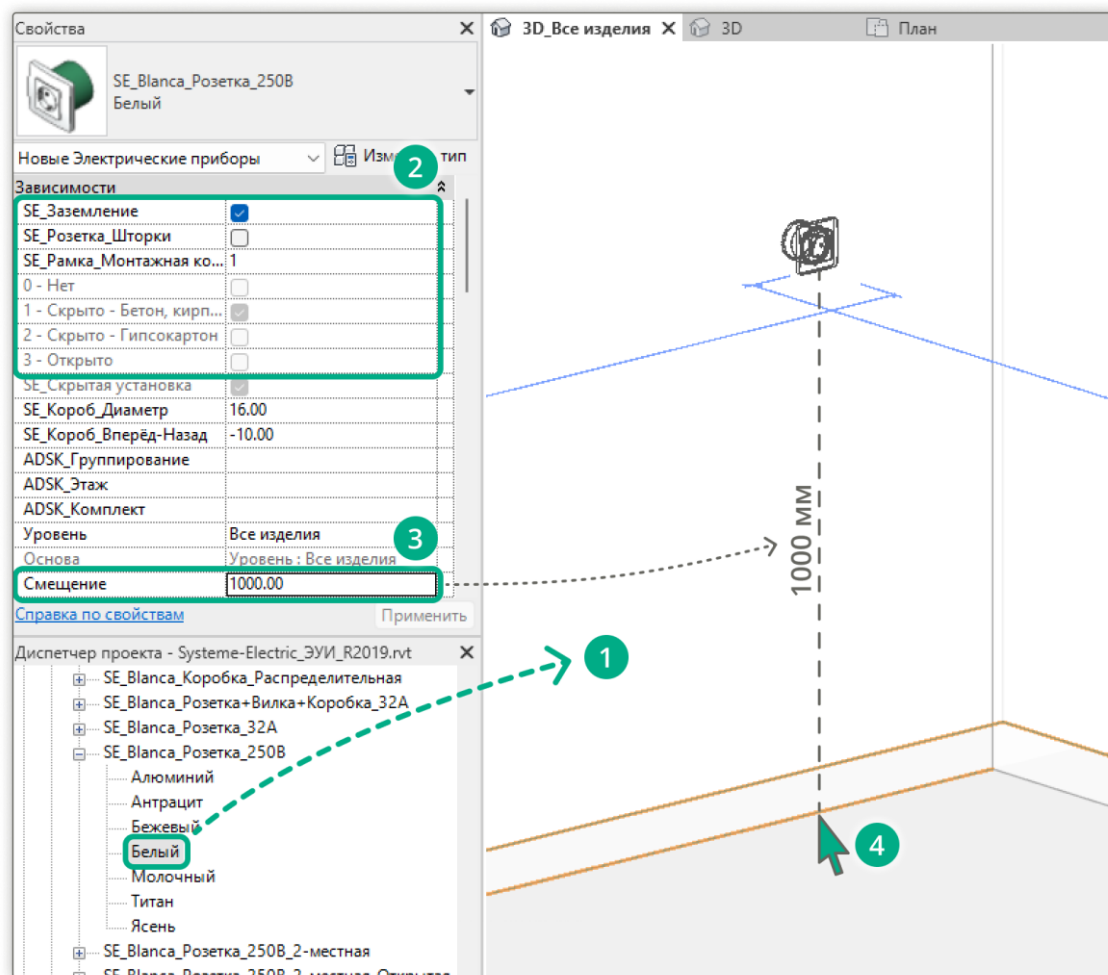 Свойства
SE_Blanca_Розетка_250В
Белый
Новые Электрические приборы
тип
2
Зависимости
SE_Заземление
SE_Розетка_Шторки
SE_Рамка_Монтажная ко... 1
0 - Нет
1 - Скрыто - Бетон, кирп...
2 - Скрыто - Гипсокартон
3 - Открыто
SE_Скрытая установка
SE_Короб_Диаметр 16.00
SE_Короб_Вперёд-Назад -10.00
ADSK_Группирование
ADSK_Этаж
ADSK_Комплект
Уровень Все изделия
3
Основа Уровень : Все изделия
Смещение 1000.00
Справка по свойствам Применить
Диспетчер проекта - Systeme-Electric_ЭУИ_R2019.rvt
SE_Blanca_Коробка_Распределительная
SE_Blanca_Розетка+Вилка+Коробка_32А
SE_Blanca_Розетка_32А
SE_Blanca_Розетка_250В
Алюминий
Антрацит
Бежевый
Белый
Молочный
Титан
Ясень
SE_Blanca_Розетка_250В_2-местная
3D_Все изделия
3D
План
1000 мм
1
4